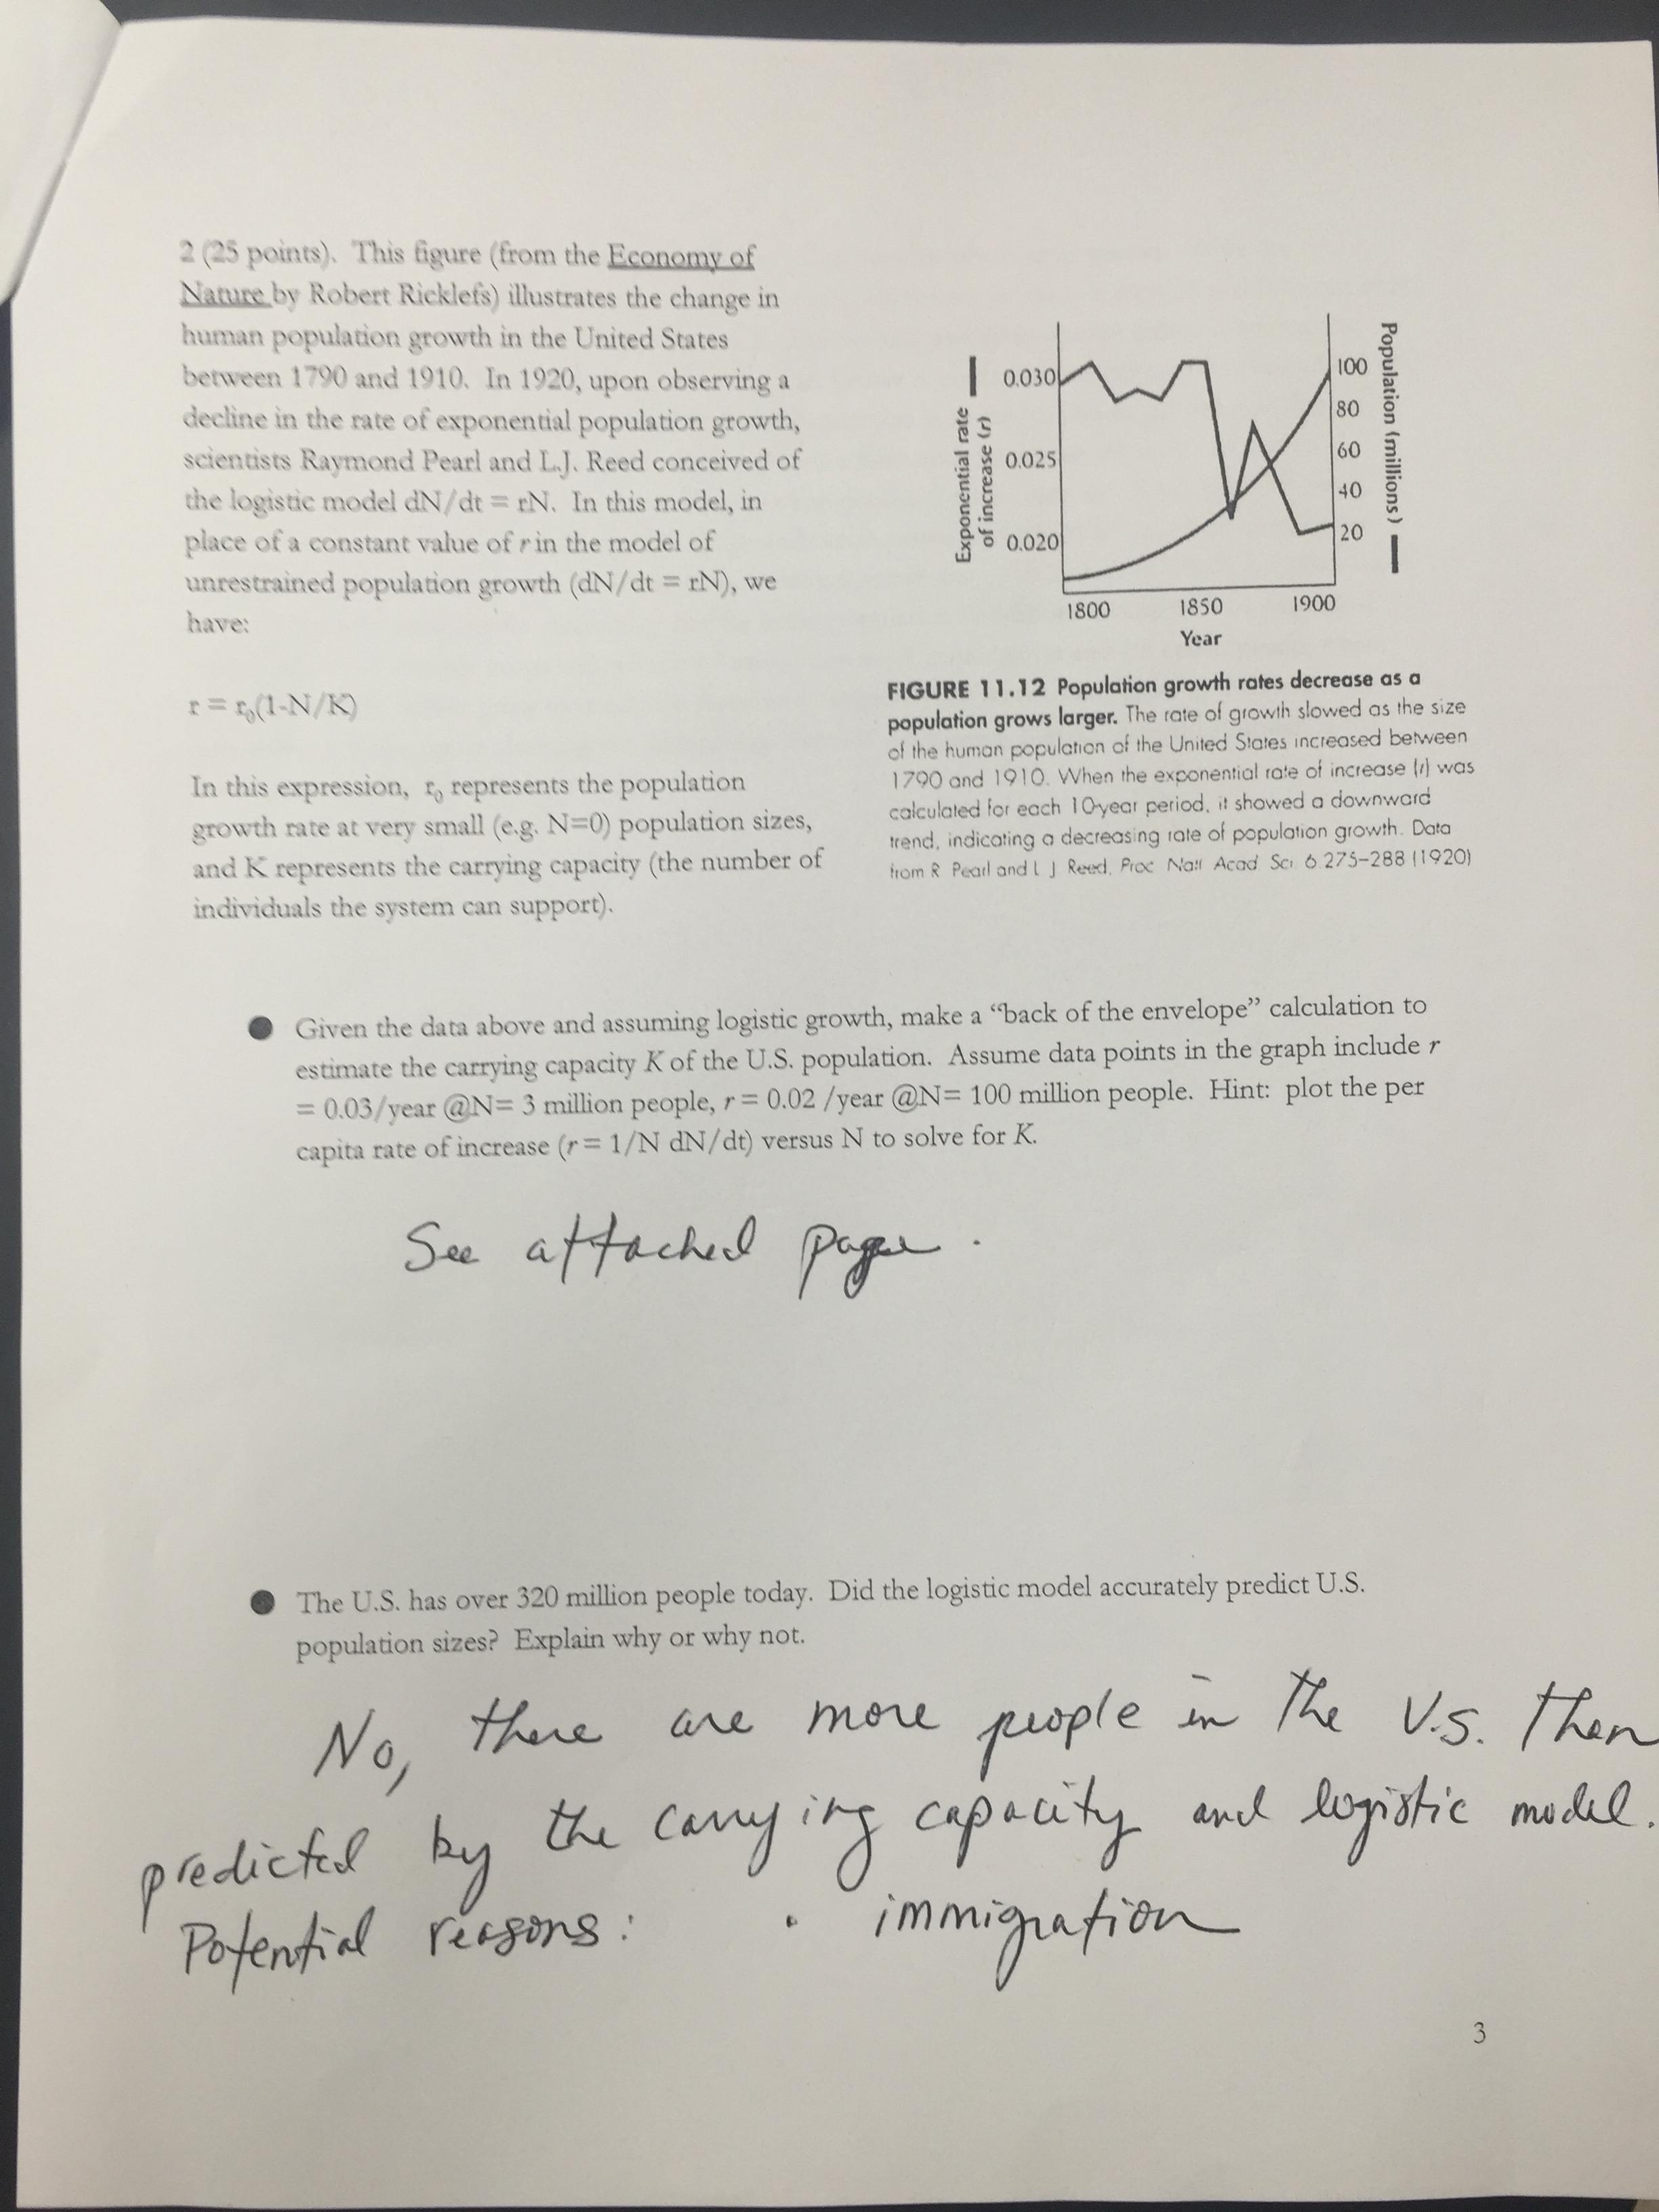 2 (25 points). This figure (from the Economy of
Nature by Robert Ricklefs) illustrates the change in
human population growth in the United States
between 1790 and 1910. In 1920, upon observing a
decline in the rate of exponential population growth,
scientists Raymond Pearl and L.J. Reed conceived of
the logistic model dN/dt = rN. In this model, in
place of a constant value of r in the model of
unrestrained population growth (dN/dt = rN), we
have:
r = r₀(1-N/K)
In this expression, r₀ represents the population
growth rate at very small (e.g. N=0) population sizes,
and K represents the carrying capacity (the number of
individuals the system can support).
Exponential rate
of increase (r)
0.030
0.025
0.020
100
80
60
40
20
Population (millions)
1800 1850 1900
Year
FIGURE 11.12 Population growth rates decrease as a
population grows larger. The rate of growth slowed as the size
of the human population of the United States increased between
1790 and 1910. When the exponential rate of increase (r) was
calculated for each 10-year period, it showed a downward
trend, indicating a decreasing rate of population growth. Data
from R Pearl and L J Reed, Proc Natl Acad Sci 6 275–288 (1920)
● Given the data above and assuming logistic growth, make a “back of the envelope” calculation to
estimate the carrying capacity K of the U.S. population. Assume data points in the graph include r
= 0.03/year @N= 3 million people, r = 0.02 /year @N= 100 million people. Hint: plot the per
capita rate of increase (r = 1/N dN/dt) versus N to solve for K.
See attached page.
● The U.S. has over 320 million people today. Did the logistic model accurately predict U.S.
population sizes? Explain why or why not.
No, there are more people in the U.S. then
predicted by the carrying capacity and logistic model.
Potential reasons: • immigration
3